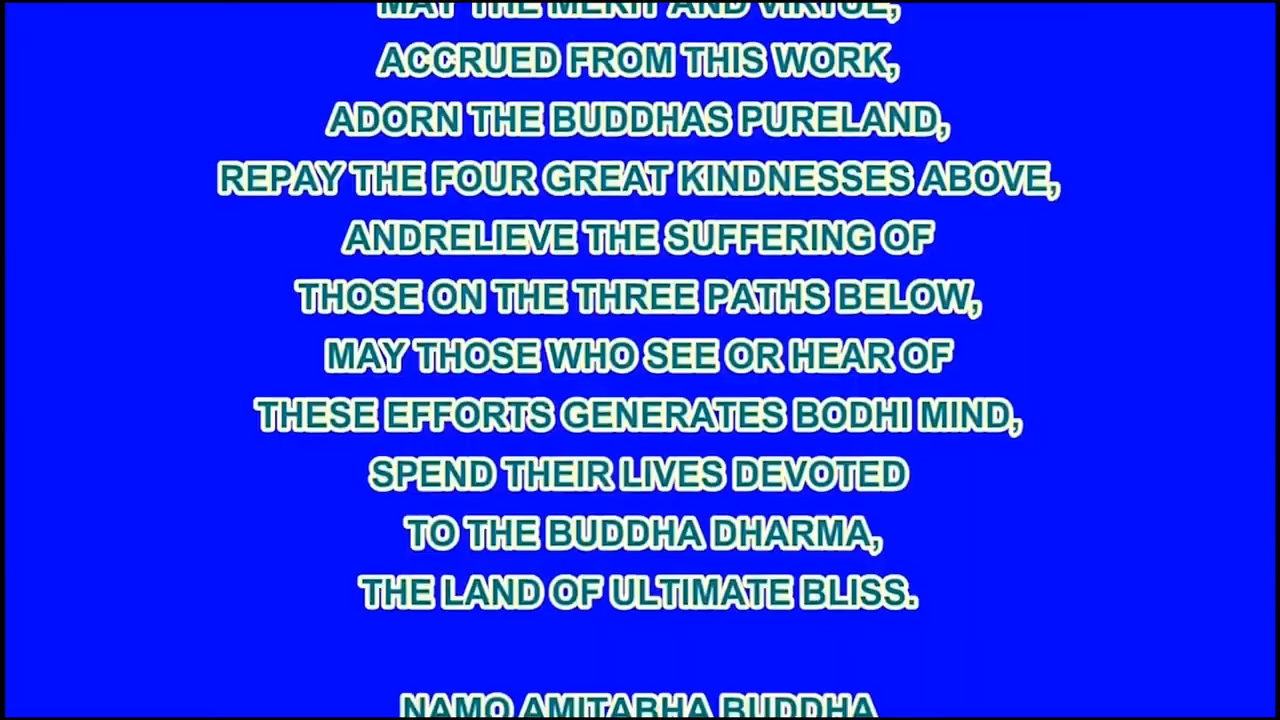 MAY THE MERIT AND VIRTUE,
ACCRUED FROM THIS WORK,
ADORN THE BUDDHAS PURELAND,
REPAY THE FOUR GREAT KINDNESSES ABOVE,
ANDRELIEVE THE SUFFERING OF
THOSE ON THE THREE PATHS BELOW,
MAY THOSE WHO SEE OR HEAR OF
THESE EFFORTS GENERATES BODHI MIND,
SPEND THEIR LIVES DEVOTED
TO THE BUDDHA DHARMA,
THE LAND OF ULTIMATE BLISS.
NAMO AMITABHA BUDDHA